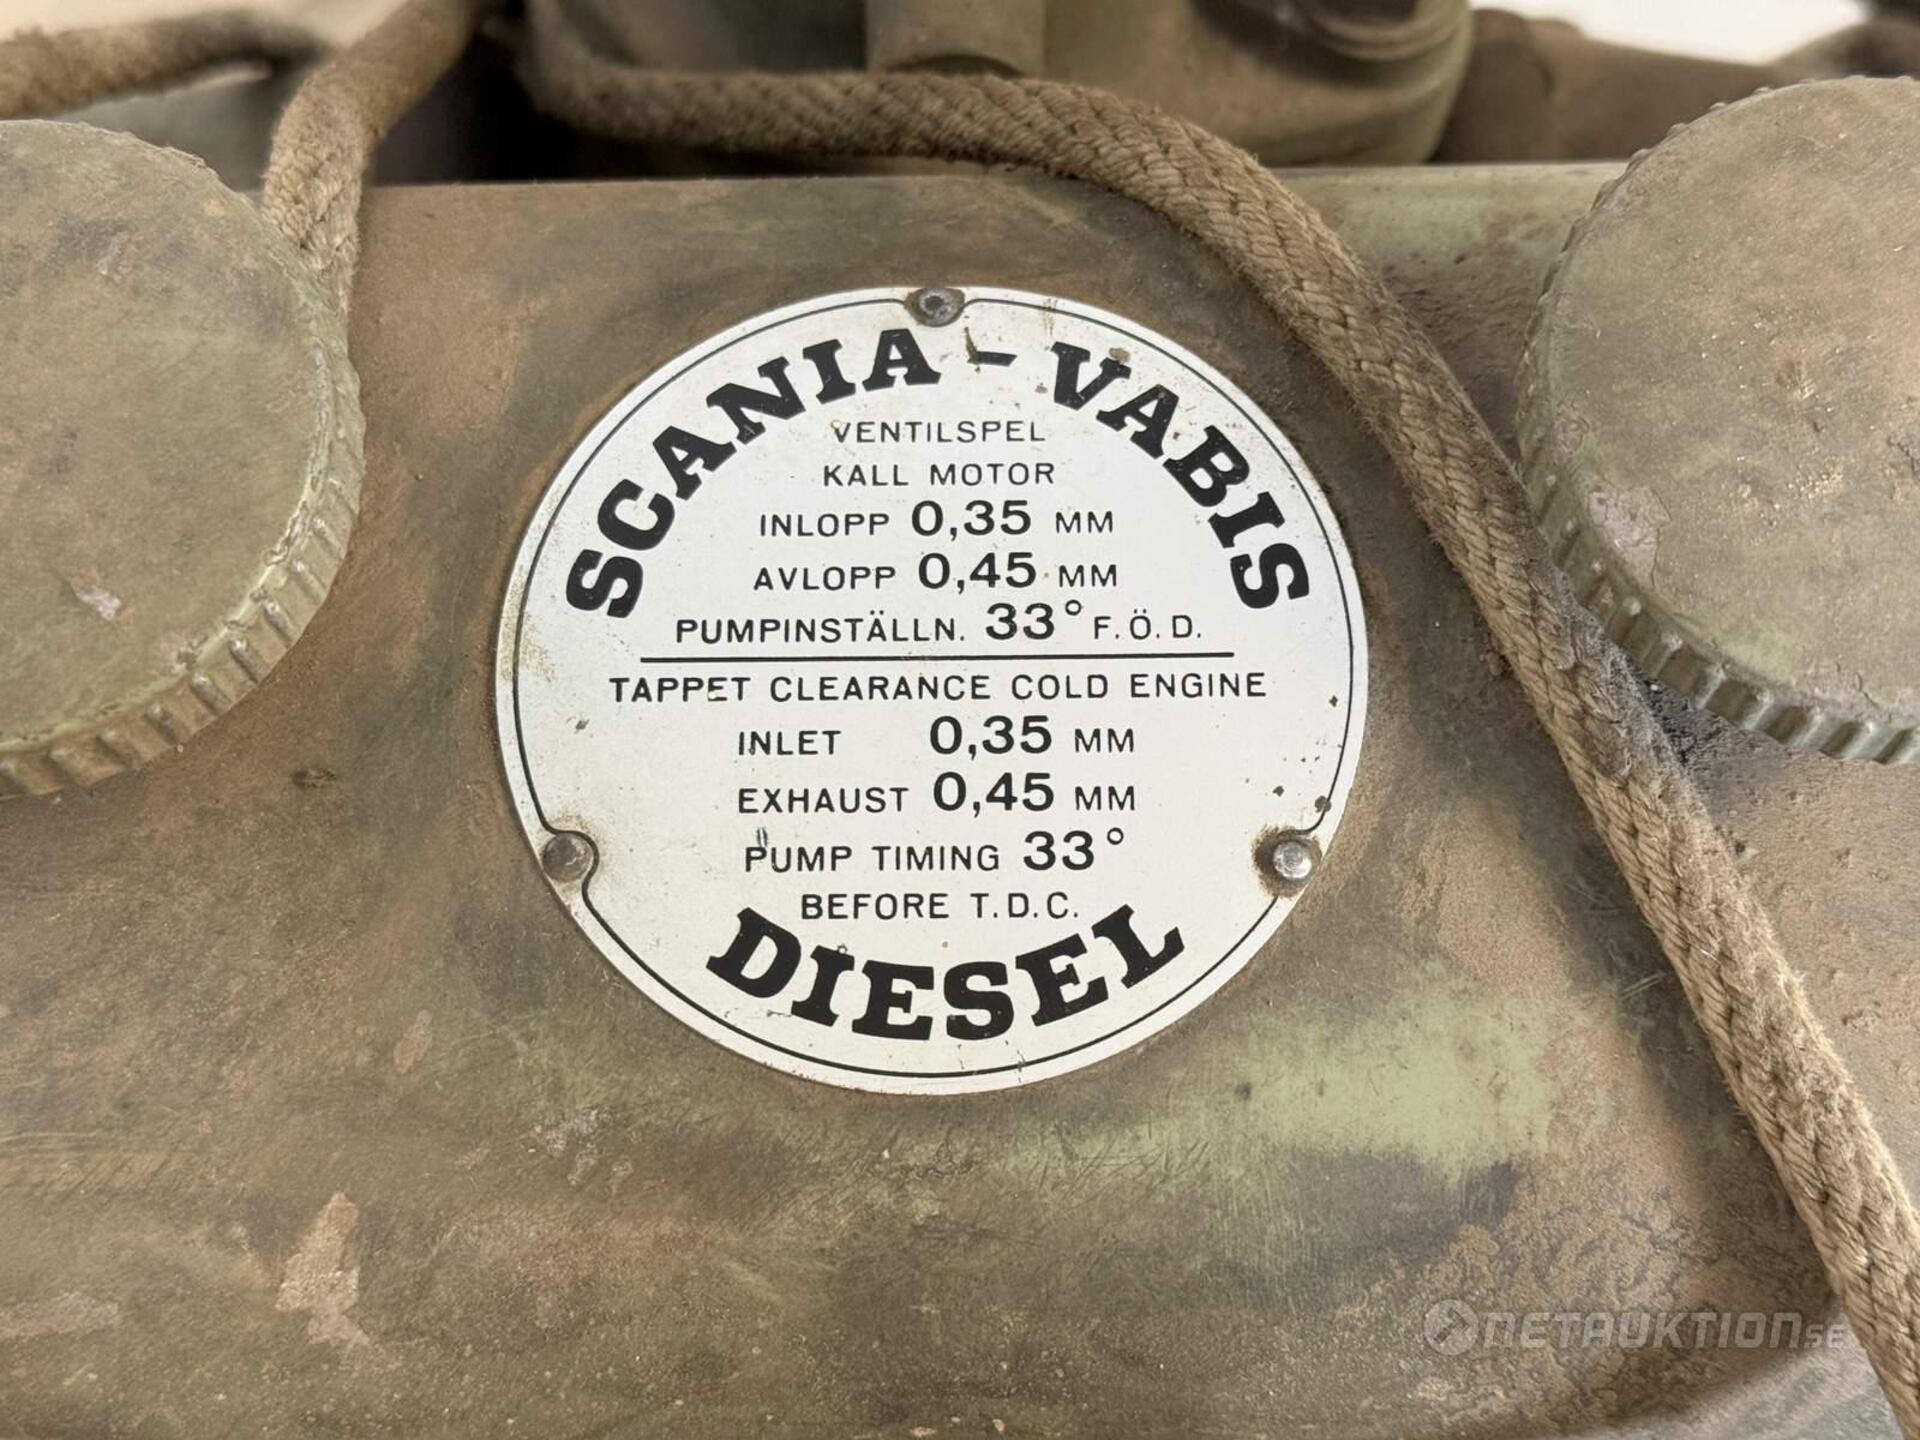 SCANIA-VABIS
VENTILSPEL
KALL MOTOR
INLOPP 0,35 MM
AVLOPP 0,45 MM
PUMPINSTÄLLN. 33° F.Ö.D.
TAPPET CLEARANCE COLD ENGINE
INLET 0,35 MM
EXHAUST 0,45 MM
PUMP TIMING 33°
BEFORE T.D.C.
DIESEL
NETAUKTION.SE